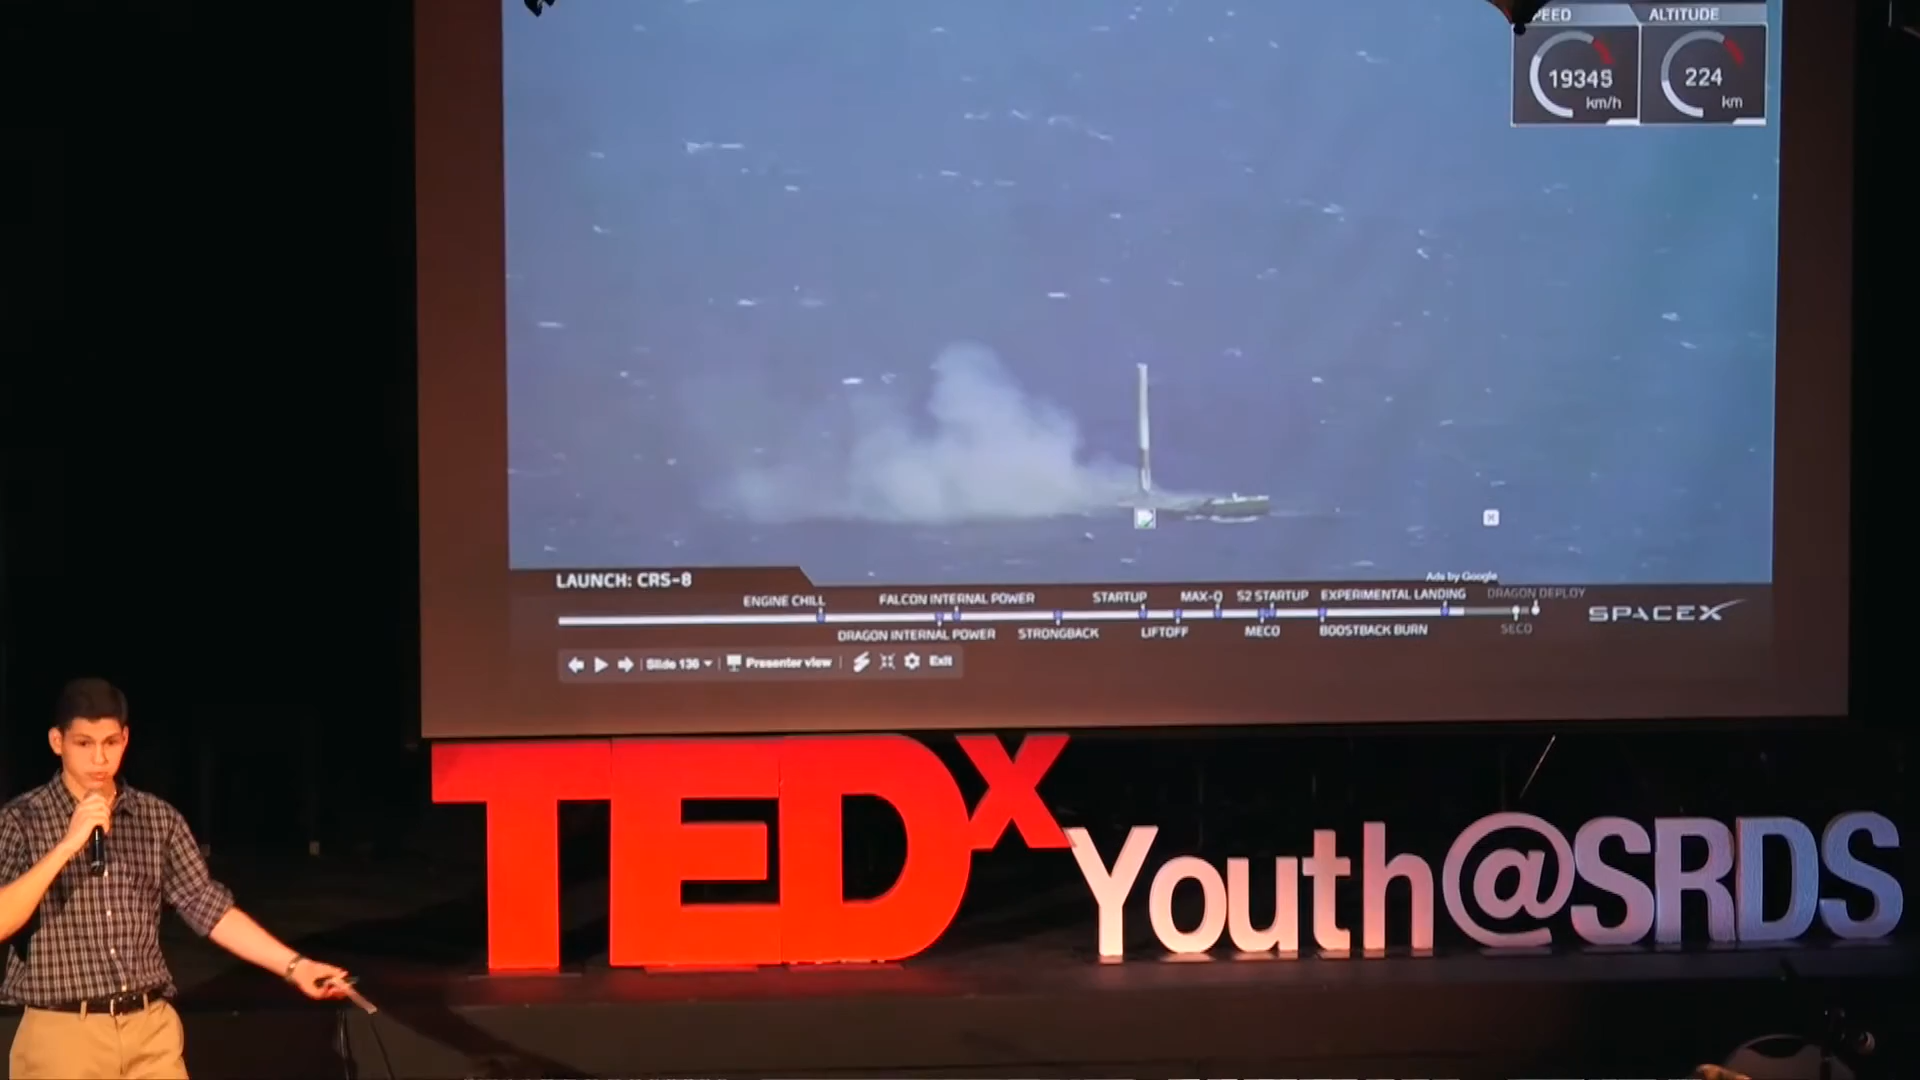 PEED ALTITUDE
19345 224
km/h km
LAUNCH: CRS-8
Ads by Google
ENGINE CHILL FALCON INTERNAL POWER STARTUP MAX-Q S2 STARTUP EXPERIMENTAL LANDING DRAGON DEPLOY
SPACEX
DRAGON INTERNAL POWER STRONGBACK LIFTOFF MECO BOOSTBACK BURN SECO
Slide 136 Presenter view Exit
TEDx
Youth@SRDS